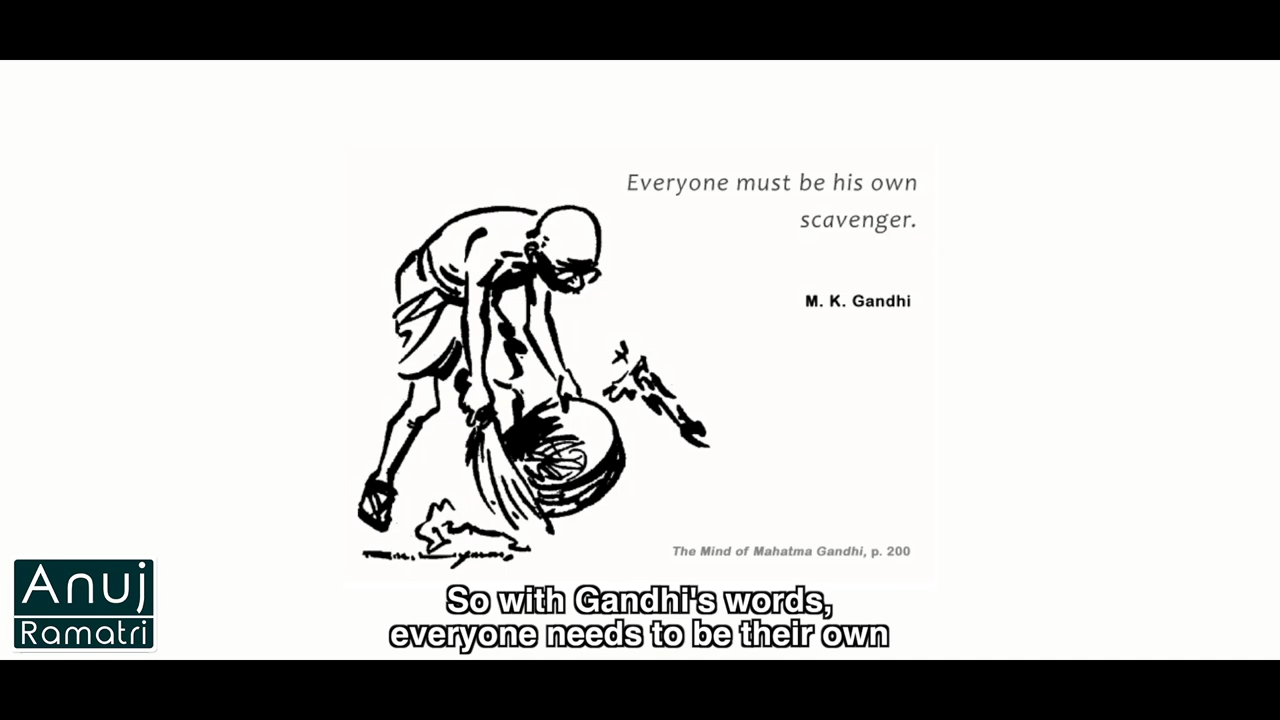 Everyone must be his own
scavenger.
M. K. Gandhi
The Mind of Mahatma Gandhi, p. 200
So with Gandhi's words,
everyone needs to be their own
Anuj
Ramatri